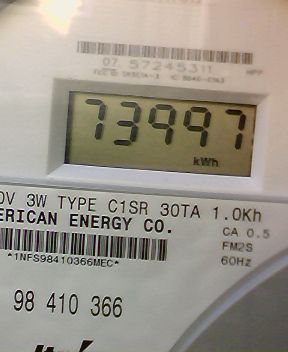 07 57245311
73997
kWh
0V 3W TYPE C1SR 30TA 1.0Kh
ERICAN ENERGY CO.
CA 0.5
FM2S
*1NFS98410366MEC*
60Hz
98 410 366